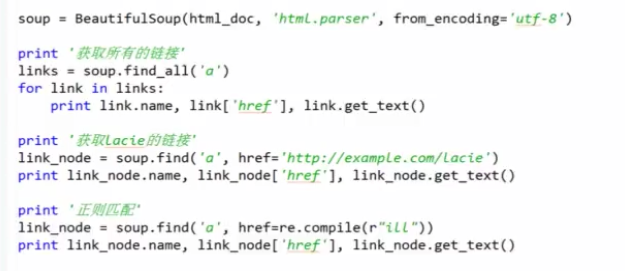 soup = BeautifulSoup(html_doc, 'html.parser', from_encoding='utf-8')
print '获取所有的链接'
links = soup.find_all('a')
for link in links:
    print link.name, link['href'], link.get_text()
print '获取lacie的链接'
link_node = soup.find('a', href='http://example.com/lacie')
print link_node.name, link_node['href'], link_node.get_text()
print '正则匹配'
link_node = soup.find('a', href=re.compile(r"ill"))
print link_node.name, link_node['href'], link_node.get_text()